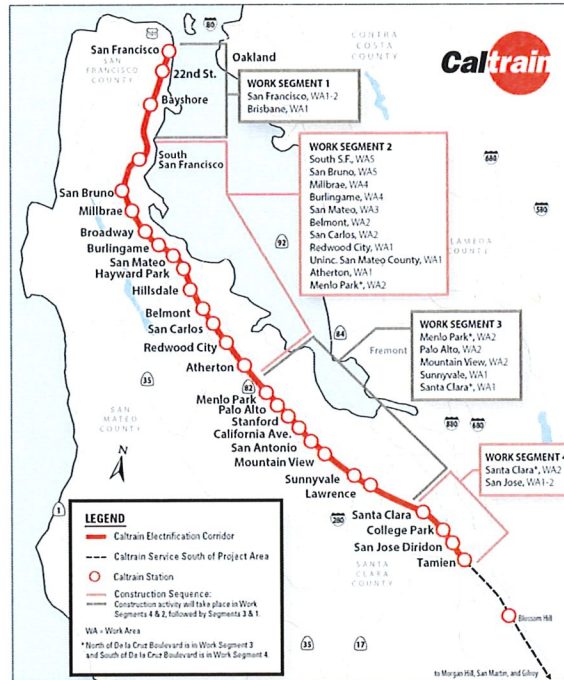 Caltrain
80
101
CONTRA
COSTA
COUNTY
San Francisco
SAN
FRANCISCO
COUNTY
Oakland
22nd St.
Bayshore
WORK SEGMENT 1
San Francisco, WA1-2
Brisbane, WA1
South
San Francisco
WORK SEGMENT 2
South S.F., WA5
San Bruno, WA5
Millbrae, WA4
Burlingame, WA4
San Mateo, WA3
Belmont, WA2
San Carlos, WA2
Redwood City, WA1
Uninc. San Mateo County, WA1
Atherton, WA1
Menlo Park*, WA2
680
580
San Bruno
Millbrae
Broadway
Burlingame
San Mateo
Hayward Park
Hillsdale
92
ALAMEDA
COUNTY
Belmont
San Carlos
Redwood City
Atherton
84
Fremont
WORK SEGMENT 3
Menlo Park*, WA2
Palo Alto, WA2
Mountain View, WA2
Sunnyvale, WA1
Santa Clara*, WA1
35
82
SAN
MATEO
COUNTY
Menlo Park
Palo Alto
Stanford
California Ave.
San Antonio
Mountain View
Sunnyvale
Lawrence
880
680
WORK SEGMENT 4
Santa Clara*, WA2
San Jose, WA1-2
N
1
280
Santa Clara
College Park
San Jose Diridon
Tamien
SANTA
CLARA
COUNTY
Blossom Hill
35
17
to Morgan Hill, San Martin, and Gilroy
LEGEND
Caltrain Electrification Corridor
Caltrain Service South of Project Area
Caltrain Station
Construction Sequence:
Construction activity will take place in Work
Segments 4 & 2, followed by Segments 3 & 1.
WA = Work Area
* North of De la Cruz Boulevard is in Work Segment 3
and South of De la Cruz Boulevard is in Work Segment 4.